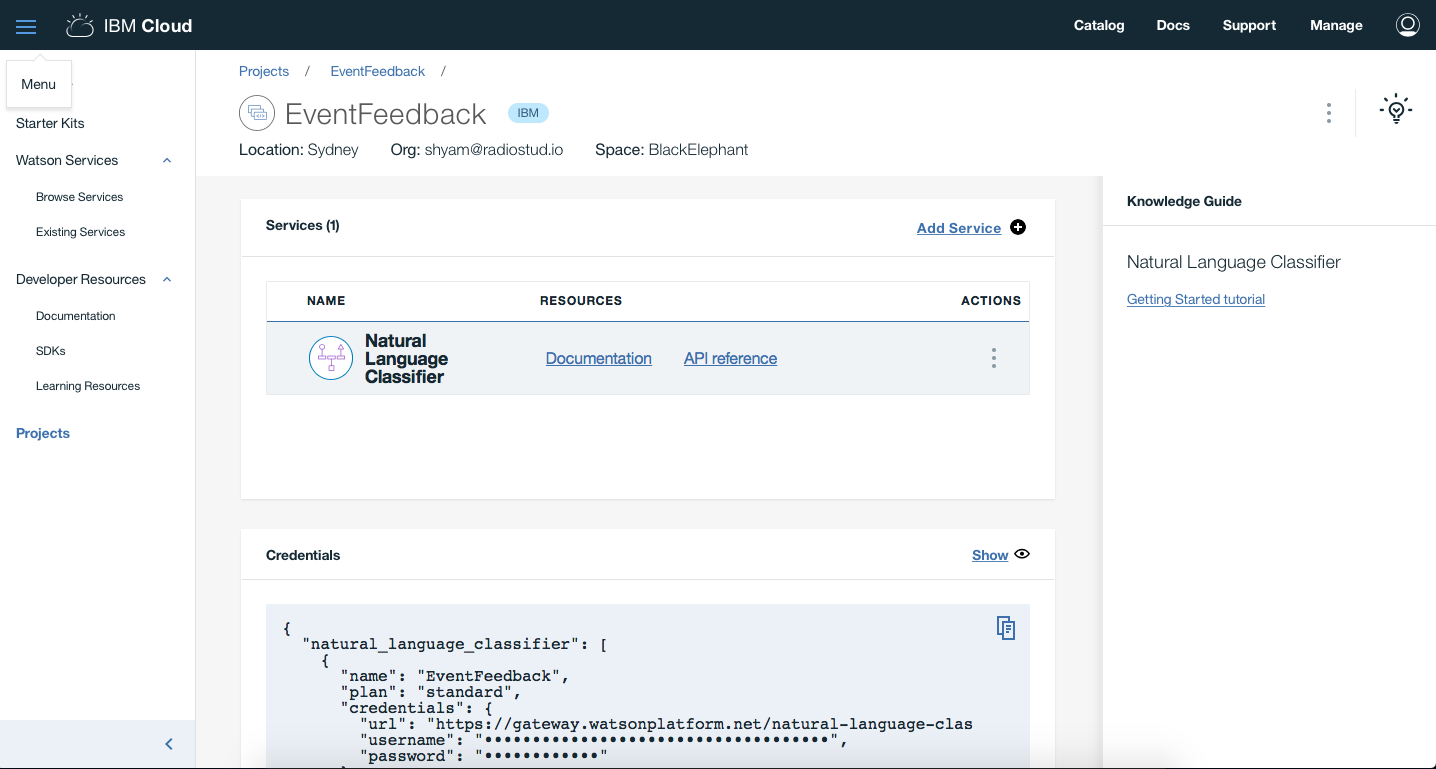 IBM Cloud
Catalog Docs Support Manage
Menu
Starter Kits
Watson Services
Browse Services
Existing Services
Developer Resources
Documentation
SDKs
Learning Resources
Projects
Projects / EventFeedback /
EventFeedback IBM
Location: Sydney Org: shyam@radiostud.io Space: BlackElephant
Services (1)
Add Service
NAME RESOURCES ACTIONS
Natural
Language
Classifier
Documentation API reference
Credentials
Show
{
"natural_language_classifier": [
{
"name": "EventFeedback",
"plan": "standard",
"credentials": {
"url": "https://gateway.watsonplatform.net/natural-language-clas
"username": "••••••••••••••••••••••••••••••••••••",
"password": "••••••••••••"
Knowledge Guide
Natural Language Classifier
Getting Started tutorial